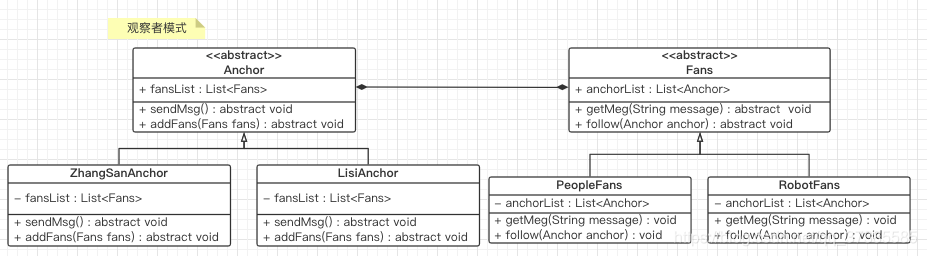 观察者模式
<<abstract>>
Anchor
+ fansList : List<Fans>
+ sendMsg() : abstract void
+ addFans(Fans fans) : abstract void
<<abstract>>
Fans
+ anchorList : List<Anchor>
+ getMeg(String message) : abstract void
+ follow(Anchor anchor) : abstract void
ZhangSanAnchor
− fansList : List<Fans>
+ sendMsg() : abstract void
+ addFans(Fans fans) : abstract void
LisiAnchor
− fansList : List<Fans>
+ sendMsg() : abstract void
+ addFans(Fans fans) : abstract void
PeopleFans
− anchorList : List<Anchor>
+ getMeg(String message) : void
+ follow(Anchor anchor) : void
RobotFans
− anchorList : List<Anchor>
+ getMeg(String message) : void
+ follow(Anchor anchor) : void